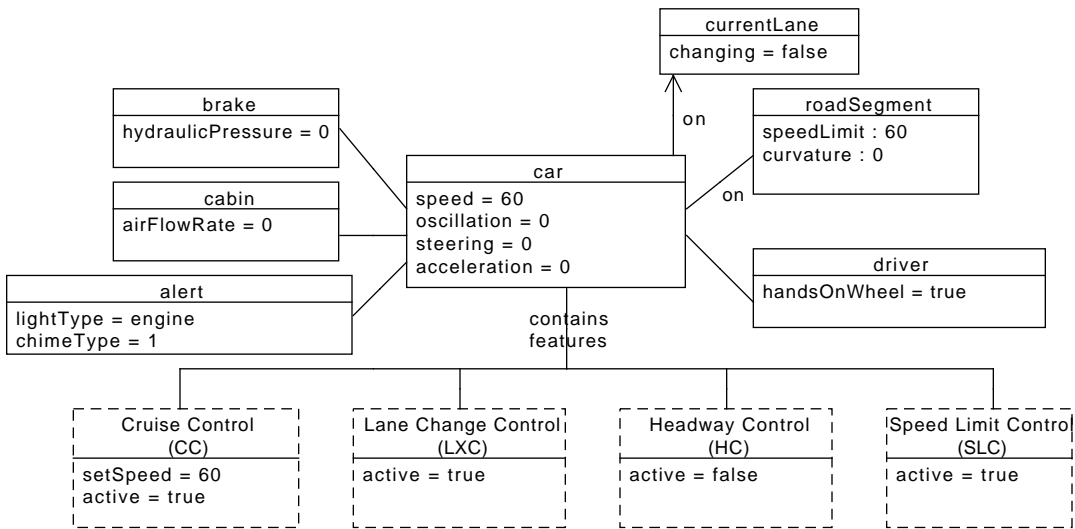 currentLane
changing = false
brake
hydraulicPressure = 0
roadSegment
speedLimit : 60
curvature : 0
on
car
speed = 60
oscillation = 0
steering = 0
acceleration = 0
cabin
airFlowRate = 0
on
driver
handsOnWheel = true
alert
lightType = engine
chimeType = 1
contains
features
Cruise Control
(CC)
setSpeed = 60
active = true
Lane Change Control
(LXC)
active = true
Headway Control
(HC)
active = false
Speed Limit Control
(SLC)
active = true